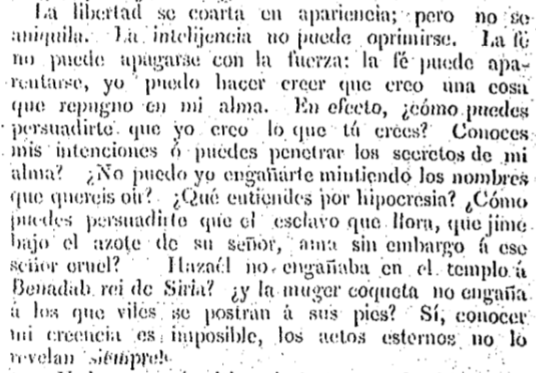 La libertad se coarta en apariencia; pero no se
aniquila. La intelijencia no puede oprimirse. La fé
no puede apagarse con la fuerza: la fé puede apa-
rentarse, yo puedo hacer creer que creo una cosa
que repugno en mi alma. En efecto, ¿cómo puedes
persuadirte que yo creo lo que tú crees? Conoces
mis intenciones ó puedes penetrar los secretos de mi
alma? ¿No puedo yo engañarte mintiendo los nombres
que quereis oir? ¿Qué entiendes por hipocresia? ¿Cómo
puedes persuadirte que el esclavo que llora, que jime
bajo el azote de su señor, ama sin embargo á ese
señor cruel? Hazaél no engañaba en el templo á
Benadab rei de Siria? ¿y la muger coqueta no engaña
á los que viles se postran á sus pies? Sí, conocer
mi creencia es imposible, los actos esternos no lo
revelan siempre!